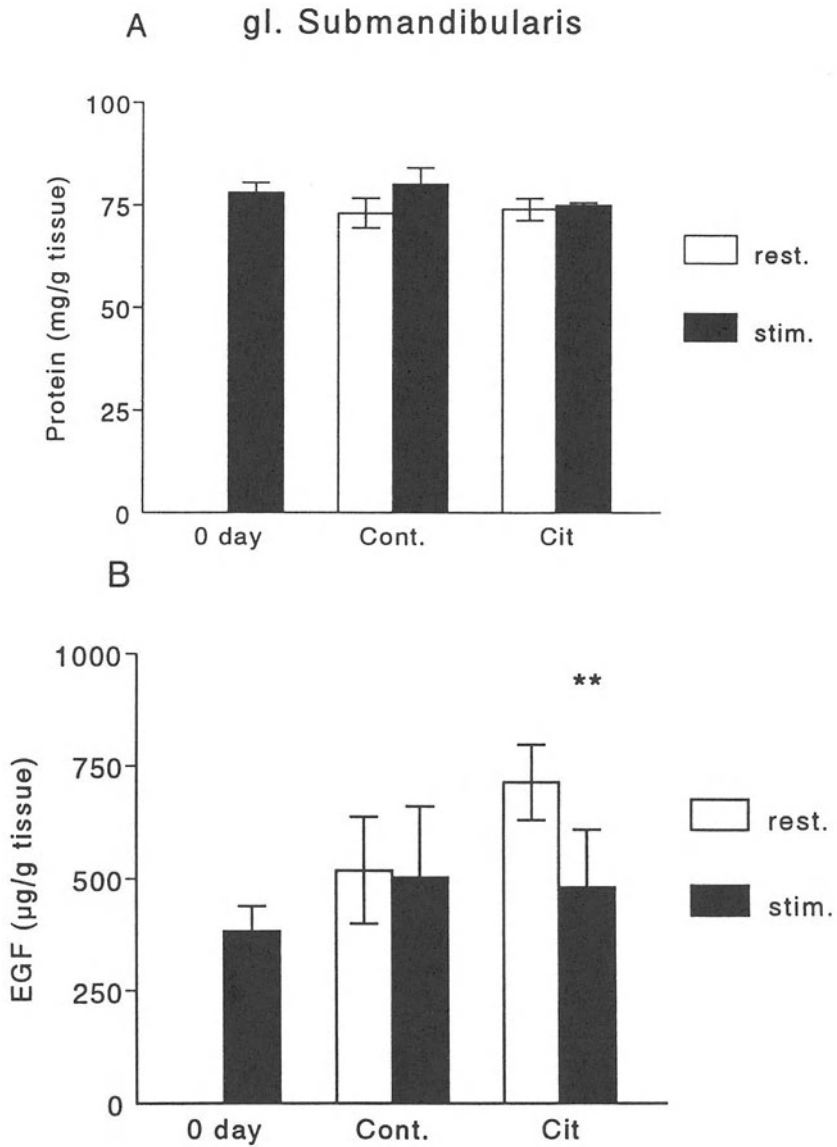 A gl. Submandibularis
100
75
50
25
0
Protein (mg/g tissue)
rest.
stim.
0 day Cont. Cit
B
1000
750
500
250
0
EGF (µg/g tissue)
**
rest.
stim.
0 day Cont. Cit